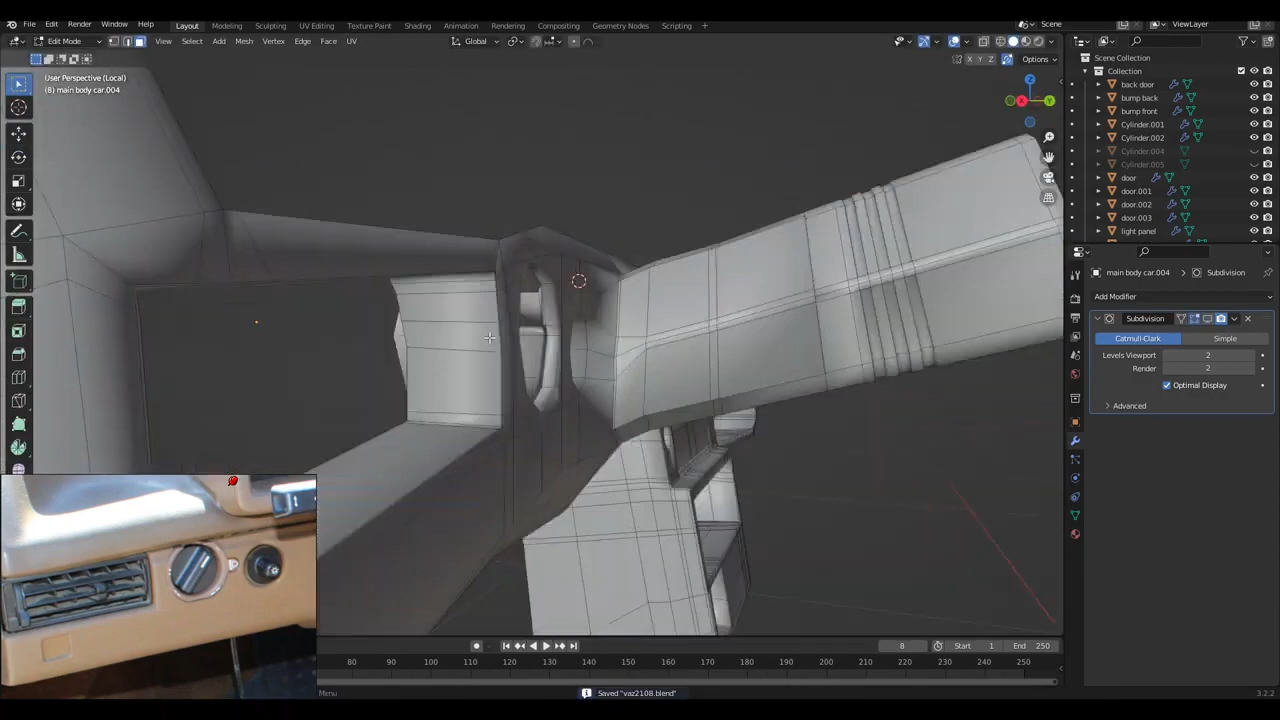 File Edit Render Window Help Layout Modeling Sculpting UV Editing Texture Paint Shading Animation Rendering Compositing Geometry Nodes Scripting + Scene ViewLayer
Edit Mode View Select Add Mesh Vertex Edge Face UV Global
X Y Z Options
User Perspective (Local)
(8) main body car.004
Z
X
Y
Scene Collection
Collection
back door
bump back
bump front
Cylinder.001
Cylinder.002
Cylinder.004
Cylinder.005
door
door.001
door.002
door.003
light panel
main body car.004 > Subdivision
Add Modifier
Subdivision
Catmull-Clark Simple
Levels Viewport 2
Render 2
Optimal Display
Advanced
8 Start 1 End 250
80 90 100 110 120 130 140 150 160 170 180 190 200 210 220 230 240 250
Menu
Saved "vaz2108.blend"
3.2.2